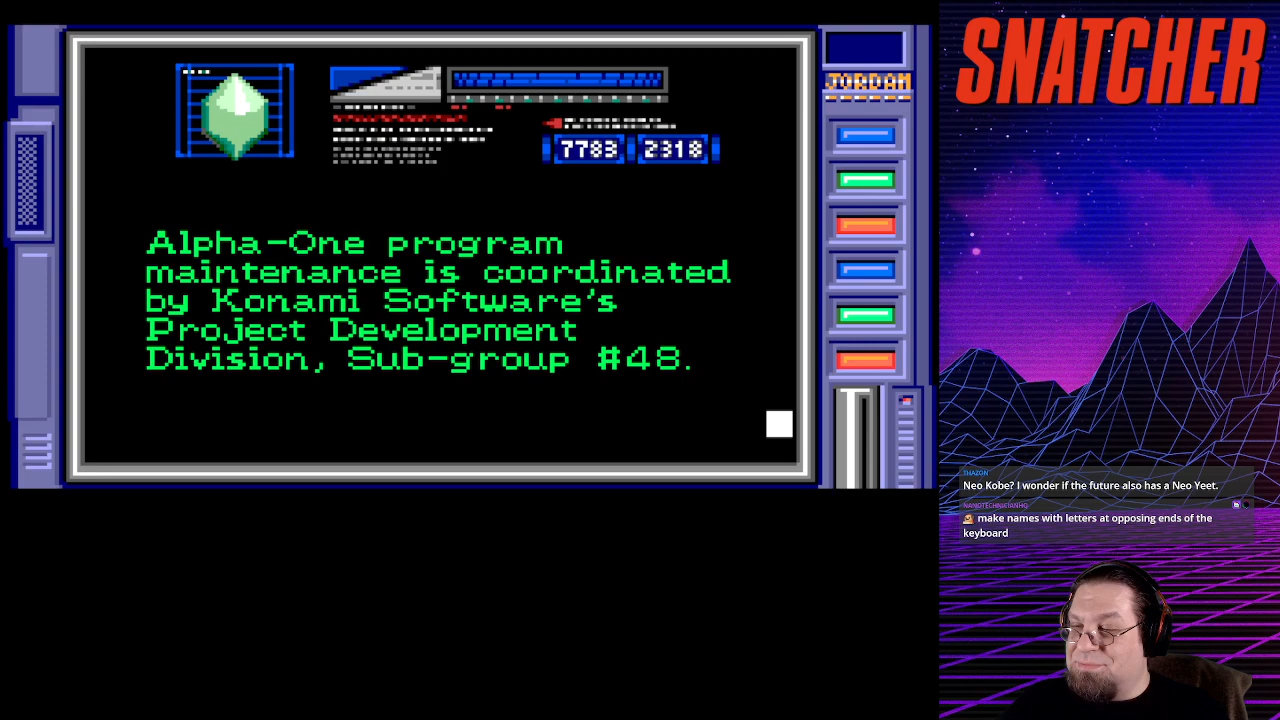 SNATCHER
JORDAN
7783 2318
Alpha-One program
maintenance is coordinated
by Konami Software's
Project Development
Division, Sub-group #48.
THAZON
Neo Kobe? I wonder if the future also has a Neo Yeet.
NANOTECHNICIANHQ
make names with letters at opposing ends of the
keyboard